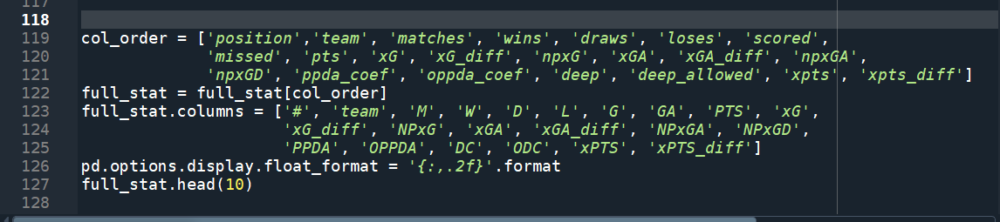 117
118
119 col_order = ['position','team', 'matches', 'wins', 'draws', 'loses', 'scored',
120 'missed', 'pts', 'xG', 'xG_diff', 'npxG', 'xGA', 'xGA_diff', 'npxGA',
121 'npxGD', 'ppda_coef', 'oppda_coef', 'deep', 'deep_allowed', 'xpts', 'xpts_diff']
122 full_stat = full_stat[col_order]
123 full_stat.columns = ['#', 'team', 'M', 'W', 'D', 'L', 'G', 'GA', 'PTS', 'xG',
124 'xG_diff', 'NPxG', 'xGA', 'xGA_diff', 'NPxGA', 'NPxGD',
125 'PPDA', 'OPPDA', 'DC', 'ODC', 'xPTS', 'xPTS_diff']
126 pd.options.display.float_format = '{:,.2f}'.format
127 full_stat.head(10)
128